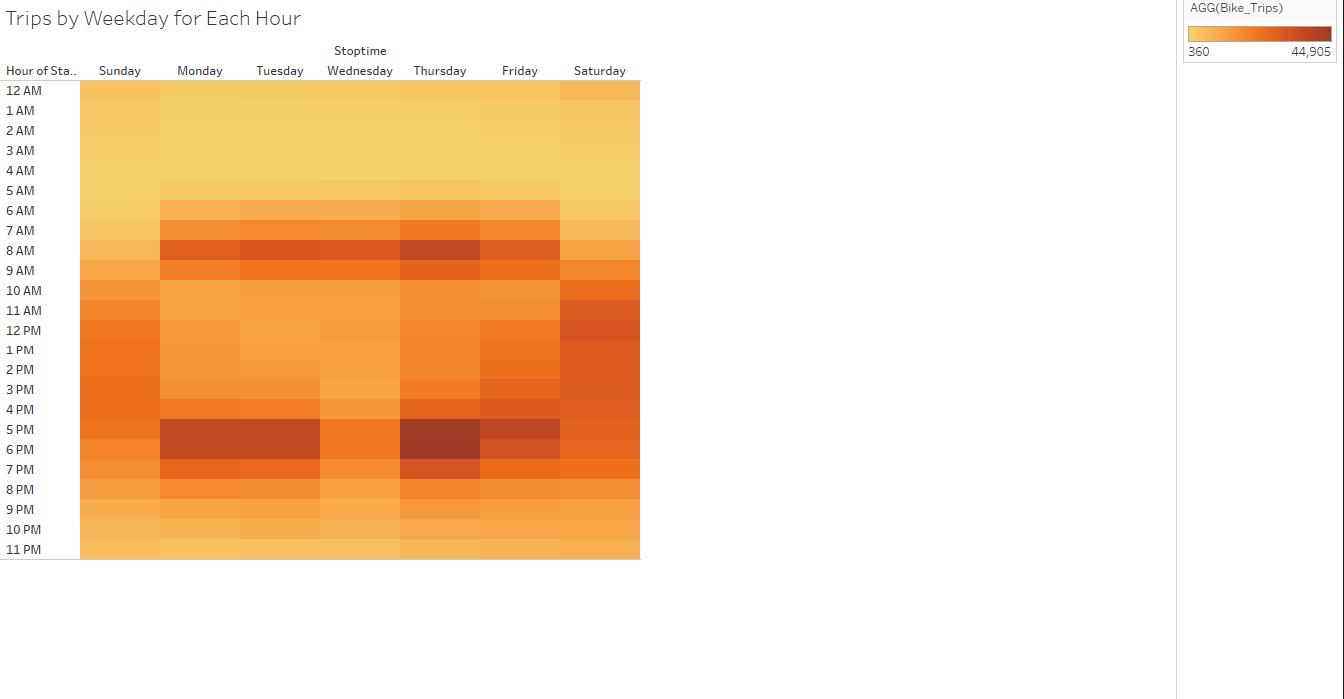 Trips by Weekday for Each Hour
AGG(Bike_Trips)
360 44,905
Stoptime
Hour of Sta.. Sunday Monday Tuesday Wednesday Thursday Friday Saturday
12 AM
1 AM
2 AM
3 AM
4 AM
5 AM
6 AM
7 AM
8 AM
9 AM
10 AM
11 AM
12 PM
1 PM
2 PM
3 PM
4 PM
5 PM
6 PM
7 PM
8 PM
9 PM
10 PM
11 PM